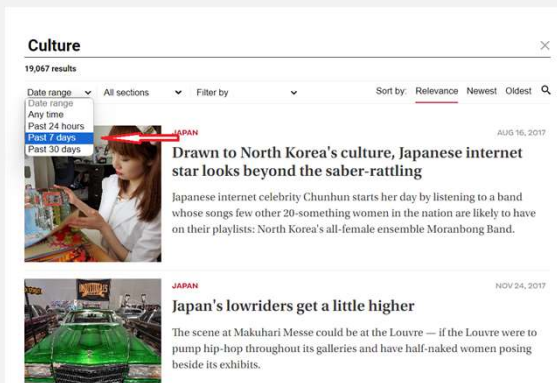 Culture
19,067 results
Date range All sections Filter by Sort by: Relevance Newest Oldest
Date range
Any time
Past 24 hours
Past 7 days
Past 30 days
JAPAN AUG 16, 2017
Drawn to North Korea's culture, Japanese internet
star looks beyond the saber-rattling
Japanese internet celebrity Chunhun starts her day by listening to a band
whose songs few other 20-something women in the nation are likely to have
on their playlists: North Korea's all-female ensemble Moranbong Band.
JAPAN NOV 24, 2017
Japan's lowriders get a little higher
The scene at Makuhari Messe could be at the Louvre — if the Louvre were to
pump hip-hop throughout its galleries and have half-naked women posing
beside its exhibits.